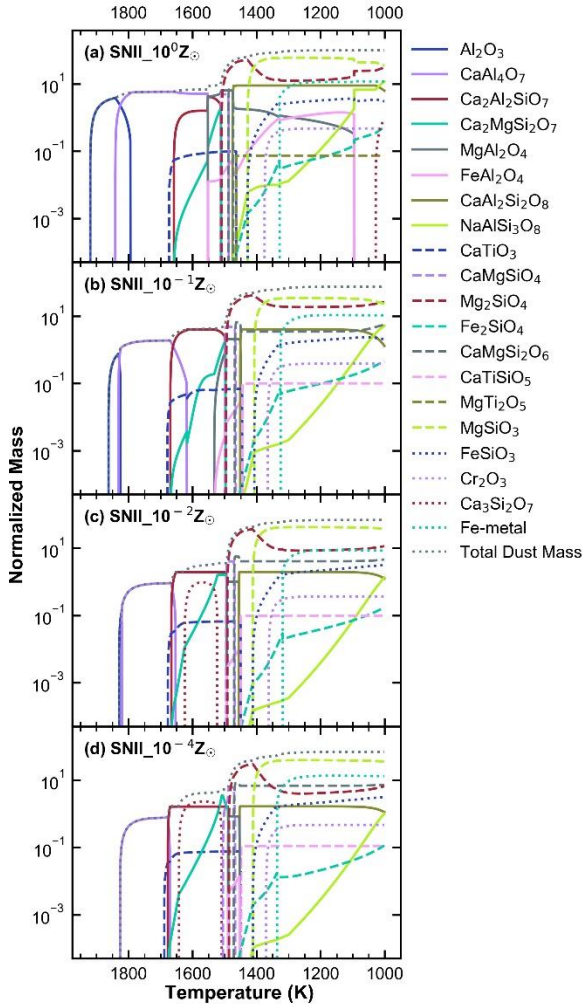 1800 1600 1400 1200 1000
(a) SNII_10⁰Z☉
10¹
10⁻¹
10⁻³
(b) SNII_10⁻¹Z☉
10¹
10⁻¹
10⁻³
(c) SNII_10⁻²Z☉
10¹
10⁻¹
10⁻³
(d) SNII_10⁻⁴Z☉
10¹
10⁻¹
10⁻³
1800 1600 1400 1200 1000
Temperature (K)
Normalized Mass
Al₂O₃
CaAl₄O₇
Ca₂Al₂SiO₇
Ca₂MgSi₂O₇
MgAl₂O₄
FeAl₂O₄
CaAl₂Si₂O₈
NaAlSi₃O₈
CaTiO₃
CaMgSiO₄
Mg₂SiO₄
Fe₂SiO₄
CaMgSi₂O₆
CaTiSiO₅
MgTi₂O₅
MgSiO₃
FeSiO₃
Cr₂O₃
Ca₃Si₂O₇
Fe-metal
Total Dust Mass